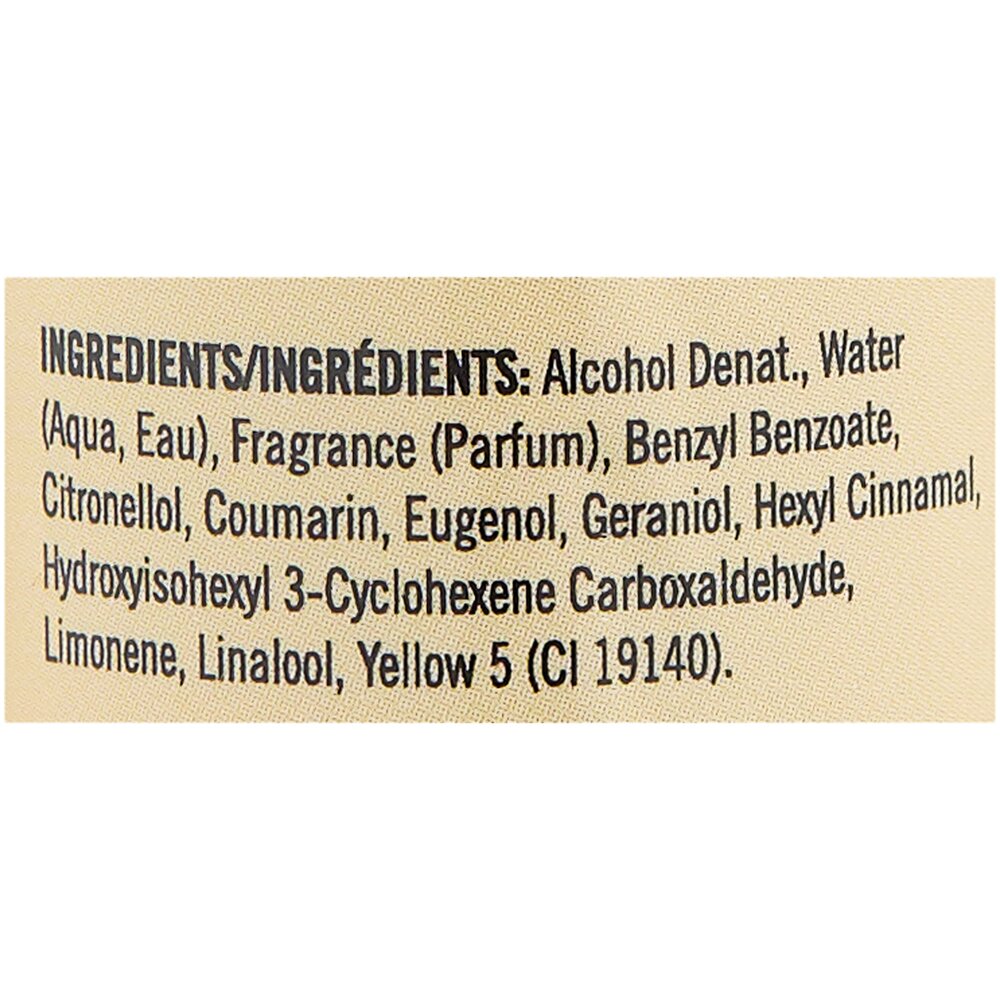 INGREDIENTS/INGRÉDIENTS: Alcohol Denat., Water
(Aqua, Eau), Fragrance (Parfum), Benzyl Benzoate,
Citronellol, Coumarin, Eugenol, Geraniol, Hexyl Cinnamal,
Hydroxyisohexyl 3-Cyclohexene Carboxaldehyde,
Limonene, Linalool, Yellow 5 (CI 19140).